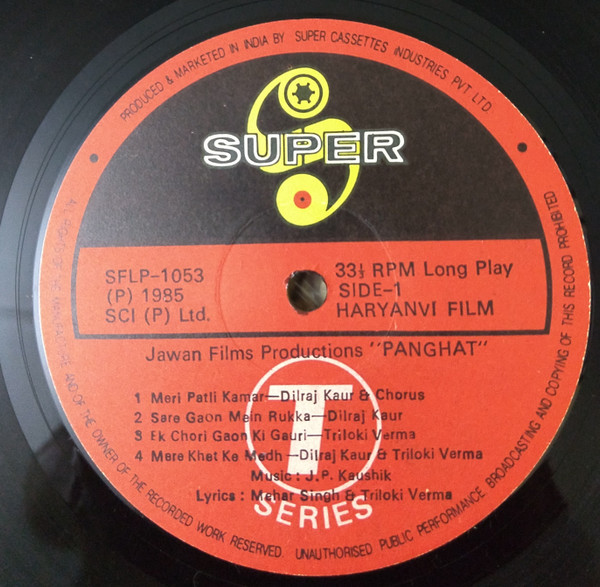 PRODUCED & MARKETED IN INDIA BY SUPER CASSETTES INDUSTRIES PVT LTD.
SUPER
SFLP-1053
(P) 1985
SCI (P) Ltd.
33⅓ RPM Long Play
SIDE-1
HARYANVI FILM
Jawan Films Productions "PANGHAT"
1 Meri Patli Kamar—Dilraj Kaur & Chorus
2 Sare Gaon Mein Rukka—Dilraj Kaur
3 Ek Chori Gaon Ki Gauri—Triloki Verma
4 Mere Khet Ke Medh—Dilraj Kaur & Triloki Verma
Music: J.P. Kaushik
Lyrics: Mehar Singh & Triloki Verma
T
SERIES
AND OF THE OWNER OF THE RECORDED WORK RESERVED. UNAUTHORISED PUBLIC PERFORMANCE, BROADCASTING AND COPYING OF THIS RECORD PROHIBITED